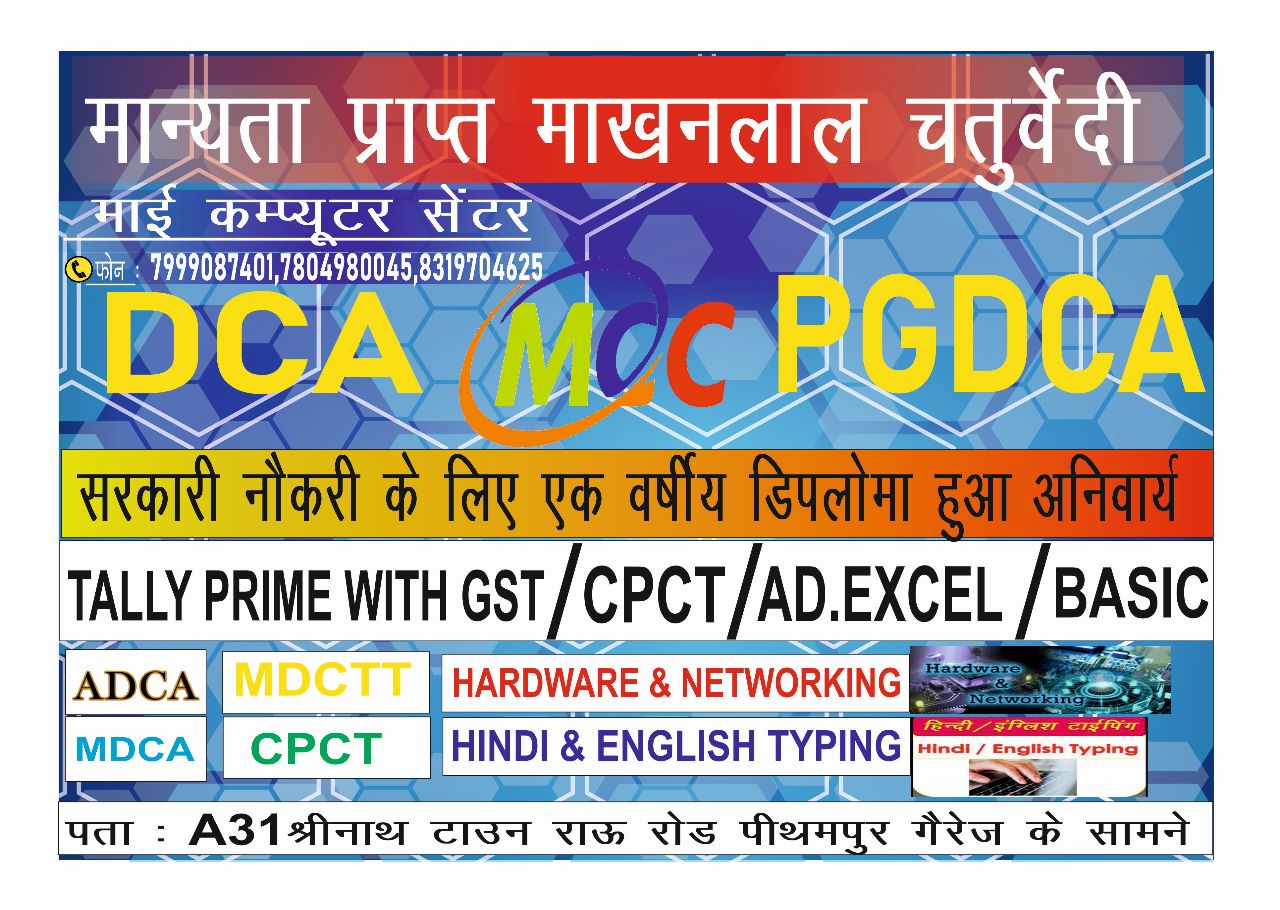 मान्यता प्राप्त माखनलाल चतुर्वेदी
माई कम्प्यूटर सेंटर
फोन : 7999087401,7804980045,8319704625
DCA MCC PGDCA
सरकारी नौकरी के लिए एक वर्षीय डिपलोमा हुआ अनिवार्य
TALLY PRIME WITH GST/CPCT/AD.EXCEL /BASIC
ADCA MDCTT HARDWARE & NETWORKING
Hardware
&
Networking
MDCA CPCT HINDI & ENGLISH TYPING
हिन्दी / इंग्लिश टाईपिंग
Hindi / English Typing
पता : A31श्रीनाथ टाउन राऊ रोड पीथमपुर गैरेज के सामने